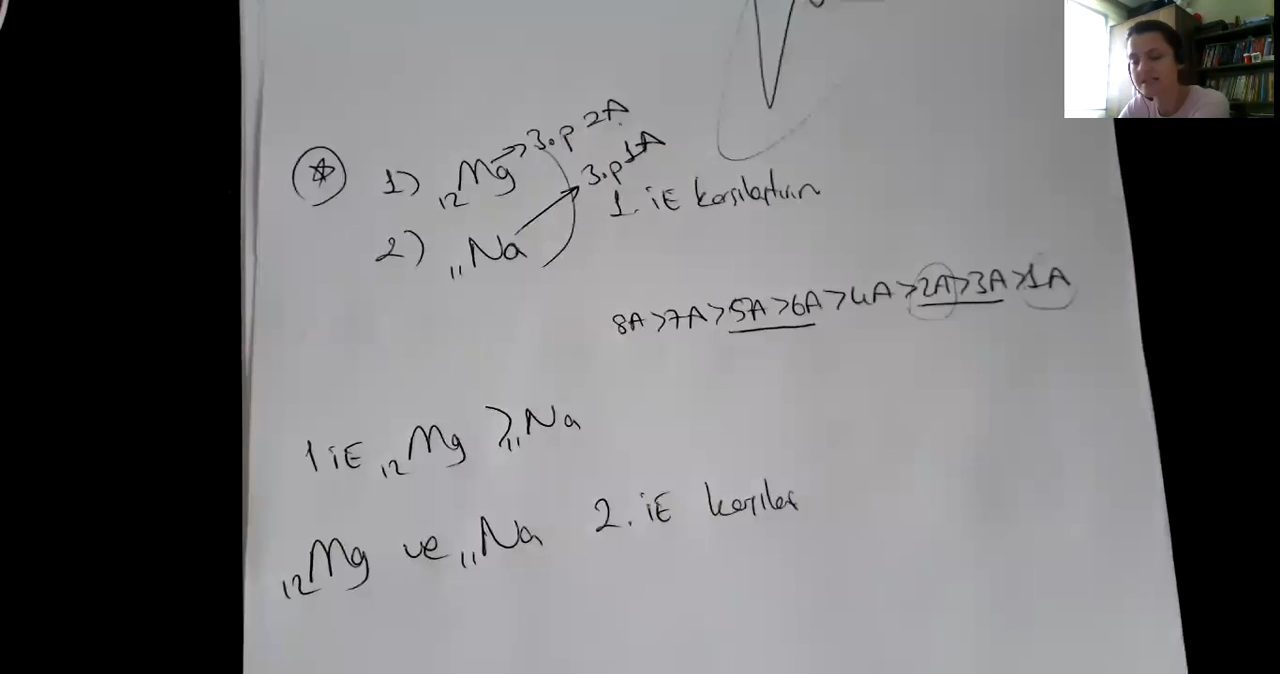 1) 12Mg → 3.p 2A
2) 11Na → 3.p 1A
1. iE karşılaştırın
8A>7A>5A>6A>4A>2A>3A>1A
1 iE 12Mg > 11Na
12Mg ve 11Na 2. iE karşılaş